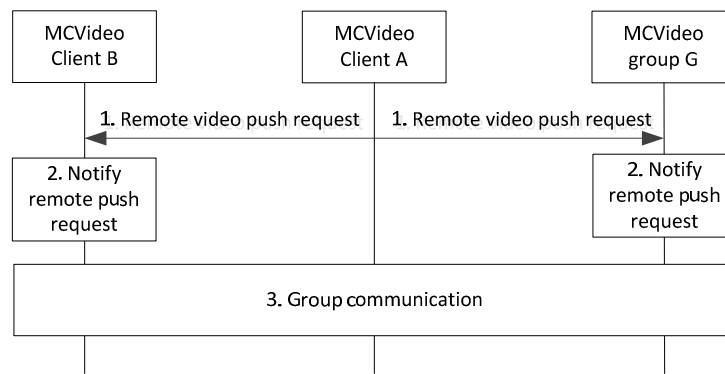 MCVideo
Client B
MCVideo
Client A
MCVideo
group G
1. Remote video push request
1. Remote video push request
2. Notify
remote push
request
2. Notify
remote push
request
3. Group communication